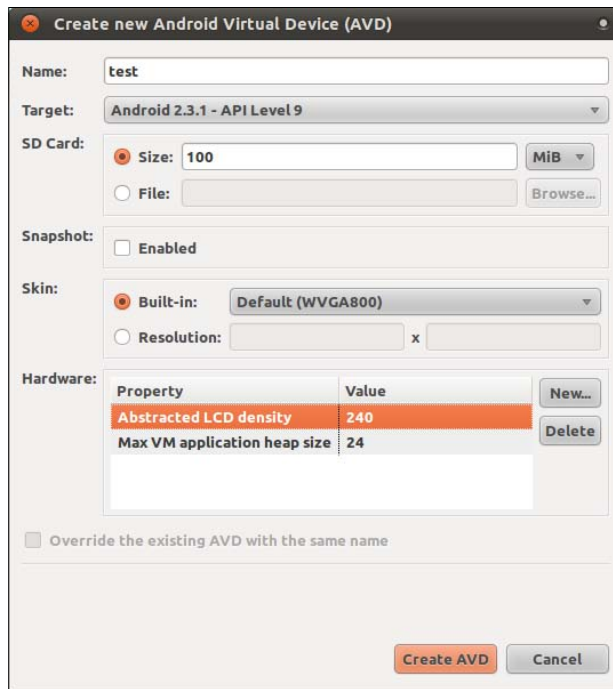 Create new Android Virtual Device (AVD)
Name: test
Target: Android 2.3.1 - API Level 9
SD Card:
Size: 100 MiB
File: Browse...
Snapshot:
Enabled
Skin:
Built-in: Default (WVGA800)
Resolution: x
Hardware:
Property Value New...
Abstracted LCD density 240
Delete
Max VM application heap size 24
Override the existing AVD with the same name
Create AVD Cancel